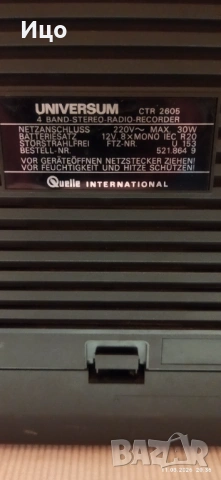 Ицо
UNIVERSUM CTR 2605
4 BAND-STEREO-RADIO-RECORDER
NETZANSCHLUSS 220V~ MAX. 30W
BATTERIESATZ 12V, 8×MONO IEC R20
STÖRSTRAHLFREI FTZ-NR. U 153
BESTELL-NR. 521.864 9
VOR GERÄTEÖFFNEN NETZSTECKER ZIEHEN!
VOR FEUCHTIGKEIT UND HITZE SCHÜTZEN!
Quelle INTERNATIONAL
bazar